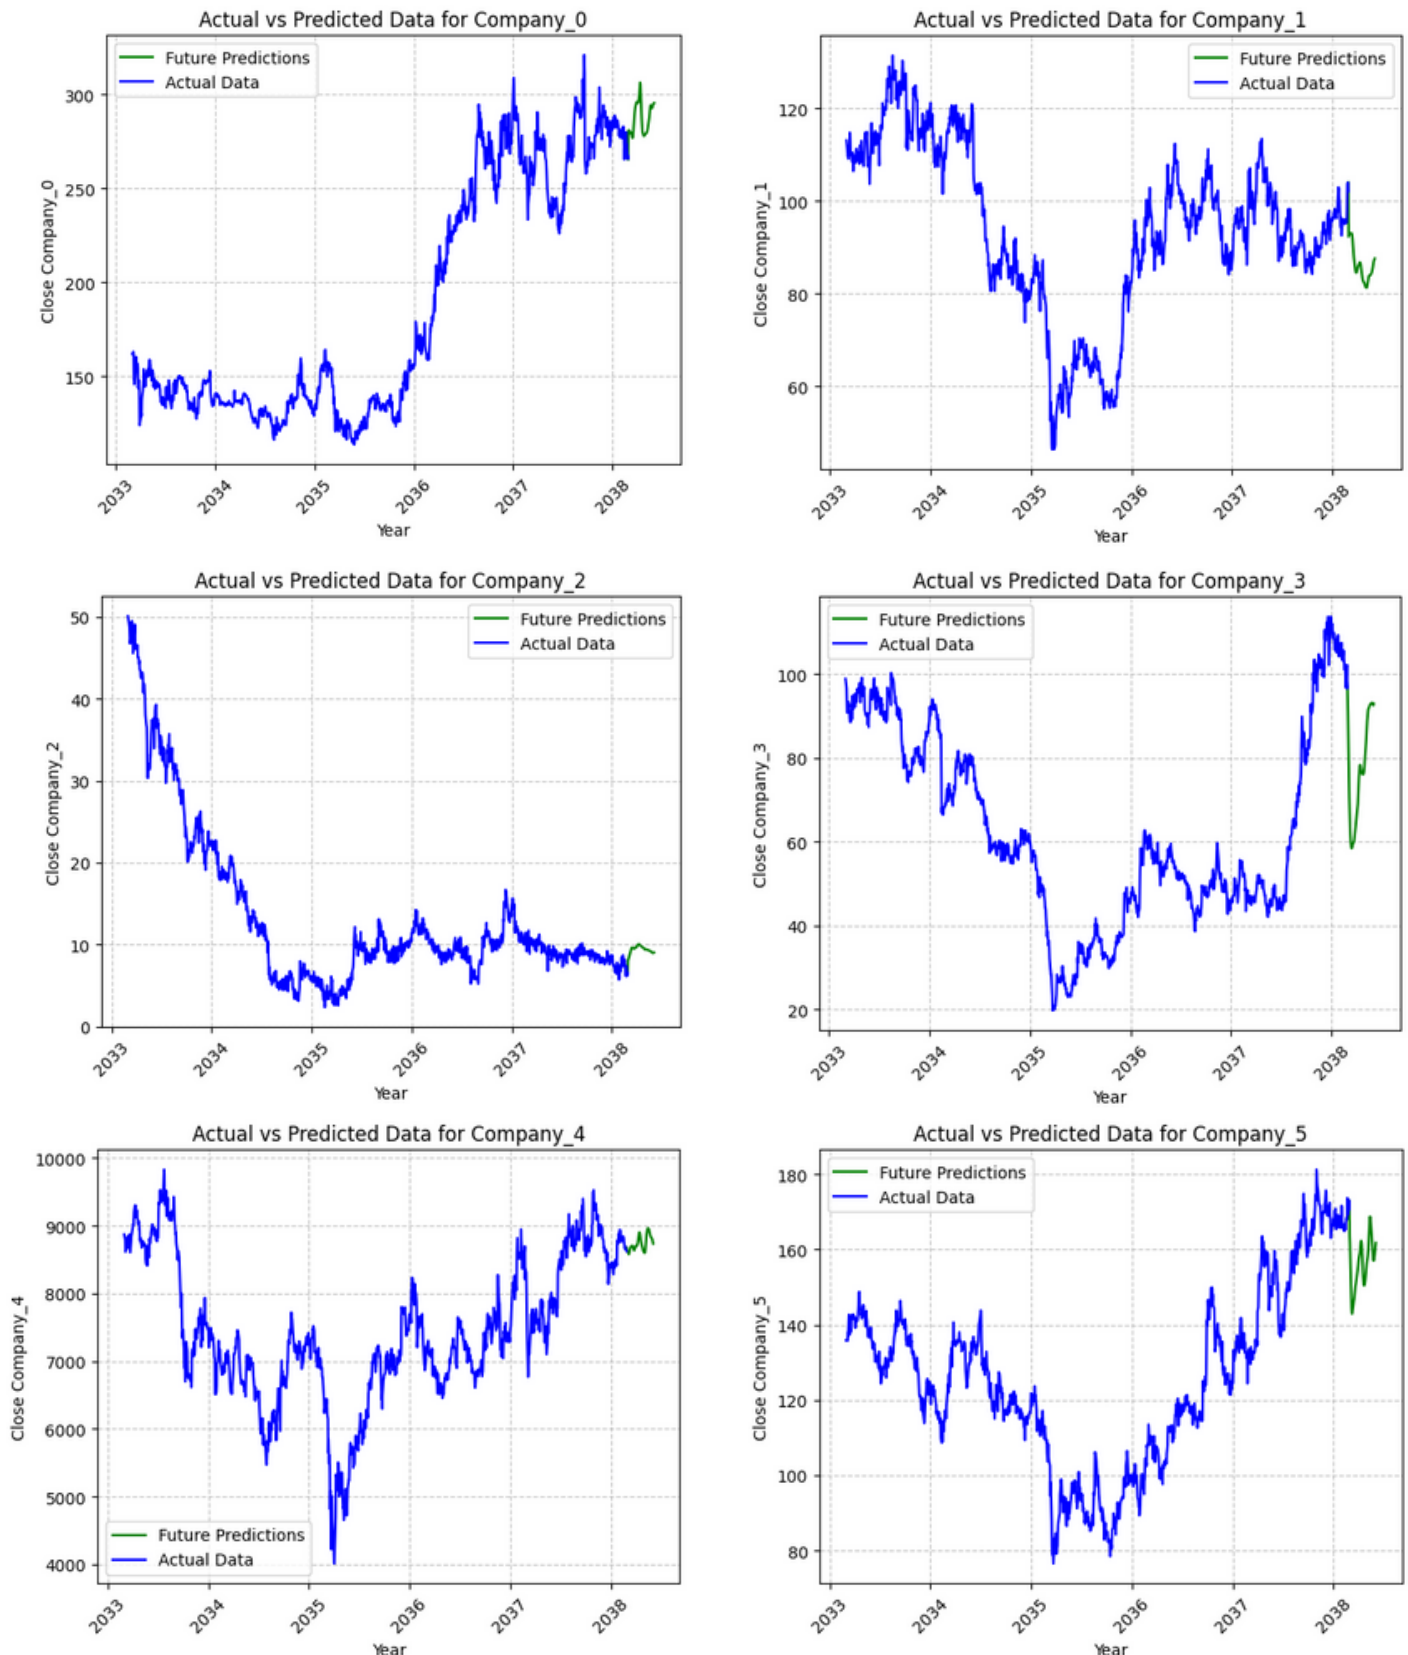 Actual vs Predicted Data for Company_0
Future Predictions
Actual Data
300
250
200
150
Close Company_0
2033
2034
2035
2036
2037
2038
Year
Actual vs Predicted Data for Company_1
Future Predictions
Actual Data
120
100
80
60
Close Company_1
2033
2034
2035
2036
2037
2038
Year
Actual vs Predicted Data for Company_2
Future Predictions
Actual Data
50
40
30
20
10
0
Close Company_2
2033
2034
2035
2036
2037
2038
Year
Actual vs Predicted Data for Company_3
Future Predictions
Actual Data
100
80
60
40
20
Close Company_3
2033
2034
2035
2036
2037
2038
Year
Actual vs Predicted Data for Company_4
10000
9000
8000
7000
6000
5000
4000
Close Company_4
Future Predictions
Actual Data
2033
2034
2035
2036
2037
2038
Year
Actual vs Predicted Data for Company_5
Future Predictions
Actual Data
180
160
140
120
100
80
Close Company_5
2033
2034
2035
2036
2037
2038
Year